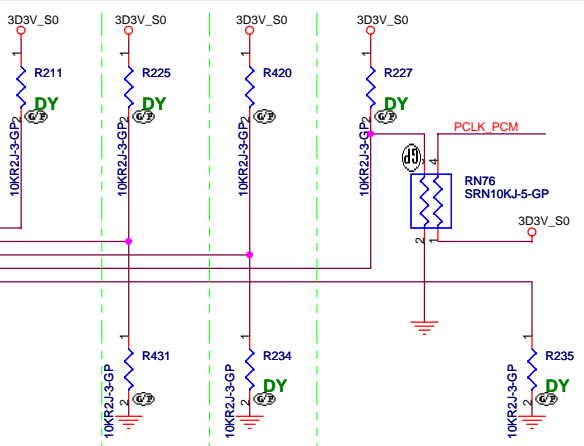 3D3V_S0 3D3V_S0 3D3V_S0 3D3V_S0
1 1 1 1
R211 R225 R420 R227
DY DY DY
2 2 2 2
G/P G/P G/P G/P
10KR2J-3-GP 10KR2J-3-GP 10KR2J-3-GP 10KR2J-3-GP
PCLK_PCM
GP 4
RN76
SRN10KJ-5-GP
3D3V_S0
2 1
1 1 1
R431 R234 R235
DY DY
2 2 2
G/P G/P G/P
10KR2J-3-GP 10KR2J-3-GP 10KR2J-3-GP